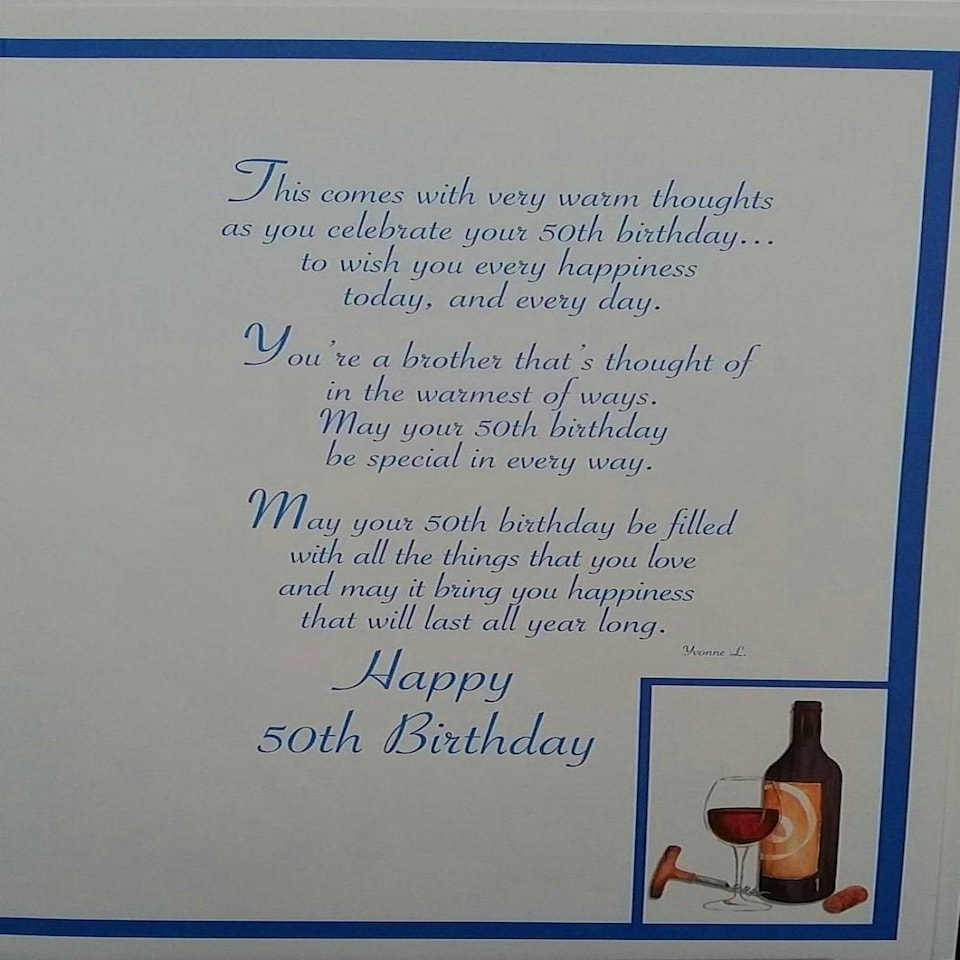 This comes with very warm thoughts
as you celebrate your 50th birthday...
to wish you every happiness
today, and every day.
You're a brother that's thought of
in the warmest of ways.
May your 50th birthday
be special in every way.
May your 50th birthday be filled
with all the things that you love
and may it bring you happiness
that will last all year long.
Yvonne L.
Happy
50th Birthday